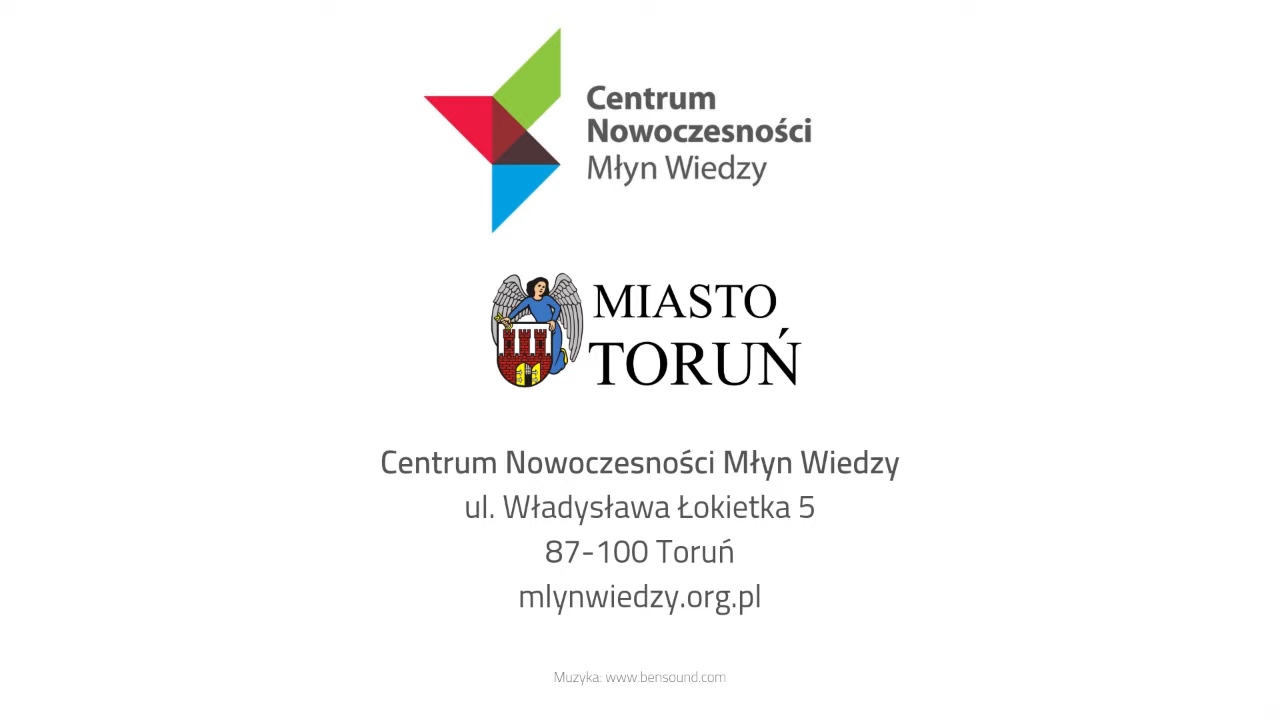 Centrum
Nowoczesności
Młyn Wiedzy
MIASTO
TORUŃ
Centrum Nowoczesności Młyn Wiedzy
ul. Władysława Łokietka 5
87-100 Toruń
mlynwiedzy.org.pl
Muzyka: www.bensound.com